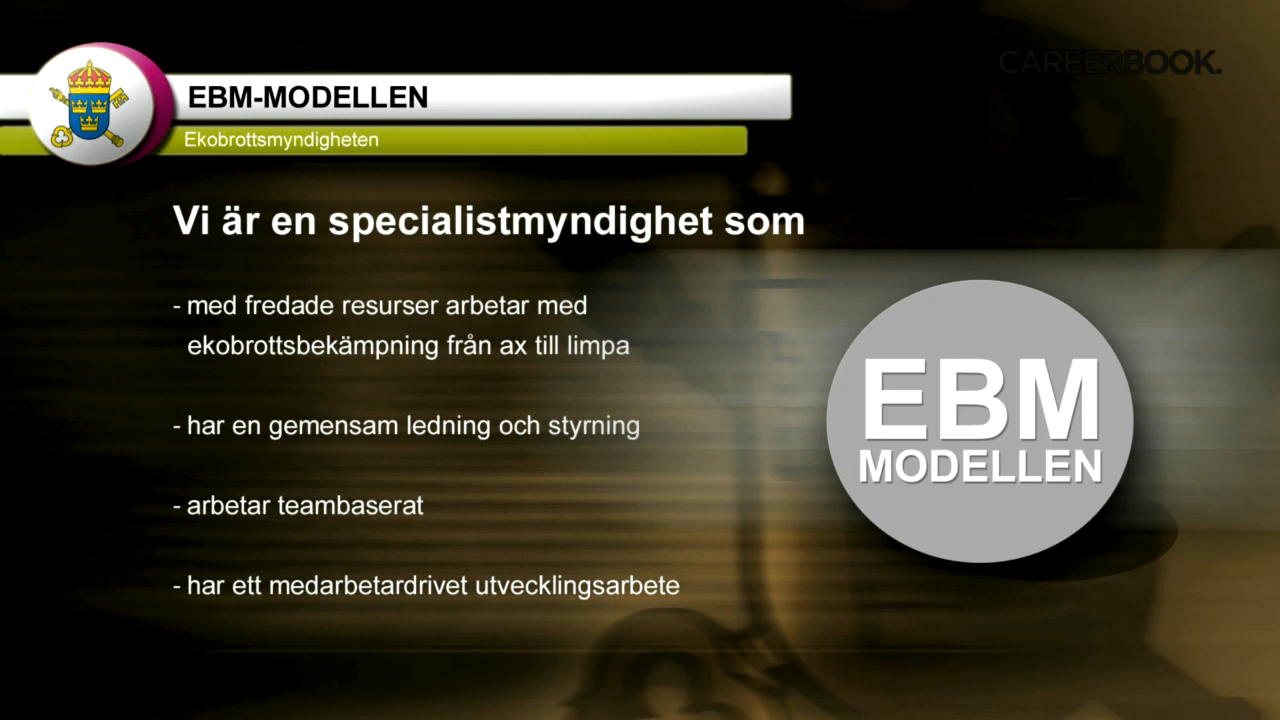 CAREERBOOK.
EBM-MODELLEN
Ekobrottsmyndigheten
Vi är en specialistmyndighet som
- med fredade resurser arbetar med
ekobrottsbekämpning från ax till limpa
- har en gemensam ledning och styrning
- arbetar teambaserat
- har ett medarbetardrivet utvecklingsarbete
EBM
MODELLEN